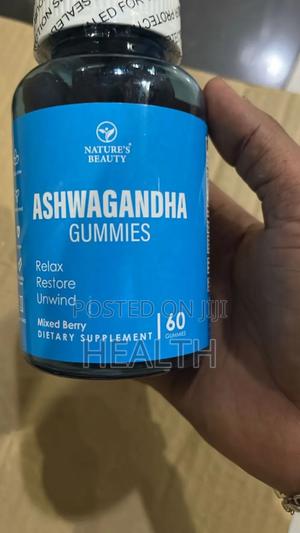 NATURE'S
BEAUTY
ASHWAGANDHA
GUMMIES
Relax
Restore
Unwind
POSTED ON JIJI
Mixed Berry
DIETARY SUPPLEMENT
60
GUMMIES
HEALTH